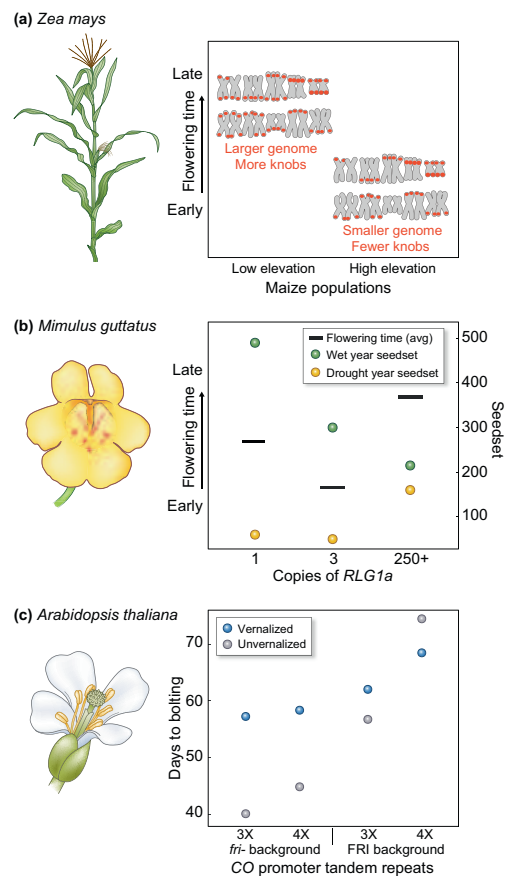 (a) Zea mays
Late
Flowering time
Early
Larger genome
More knobs
Smaller genome
Fewer knobs
Low elevation High elevation
Maize populations
(b) Mimulus guttatus
Late
Flowering time
Early
Flowering time (avg)
Wet year seedset
Drought year seedset
500
400
300
200
100
Seedset
1 3 250+
Copies of RLG1a
(c) Arabidopsis thaliana
Vernalized
Unvernalized
Days to bolting
70
60
50
40
3X 4X 3X 4X
fri- background FRI background
CO promoter tandem repeats